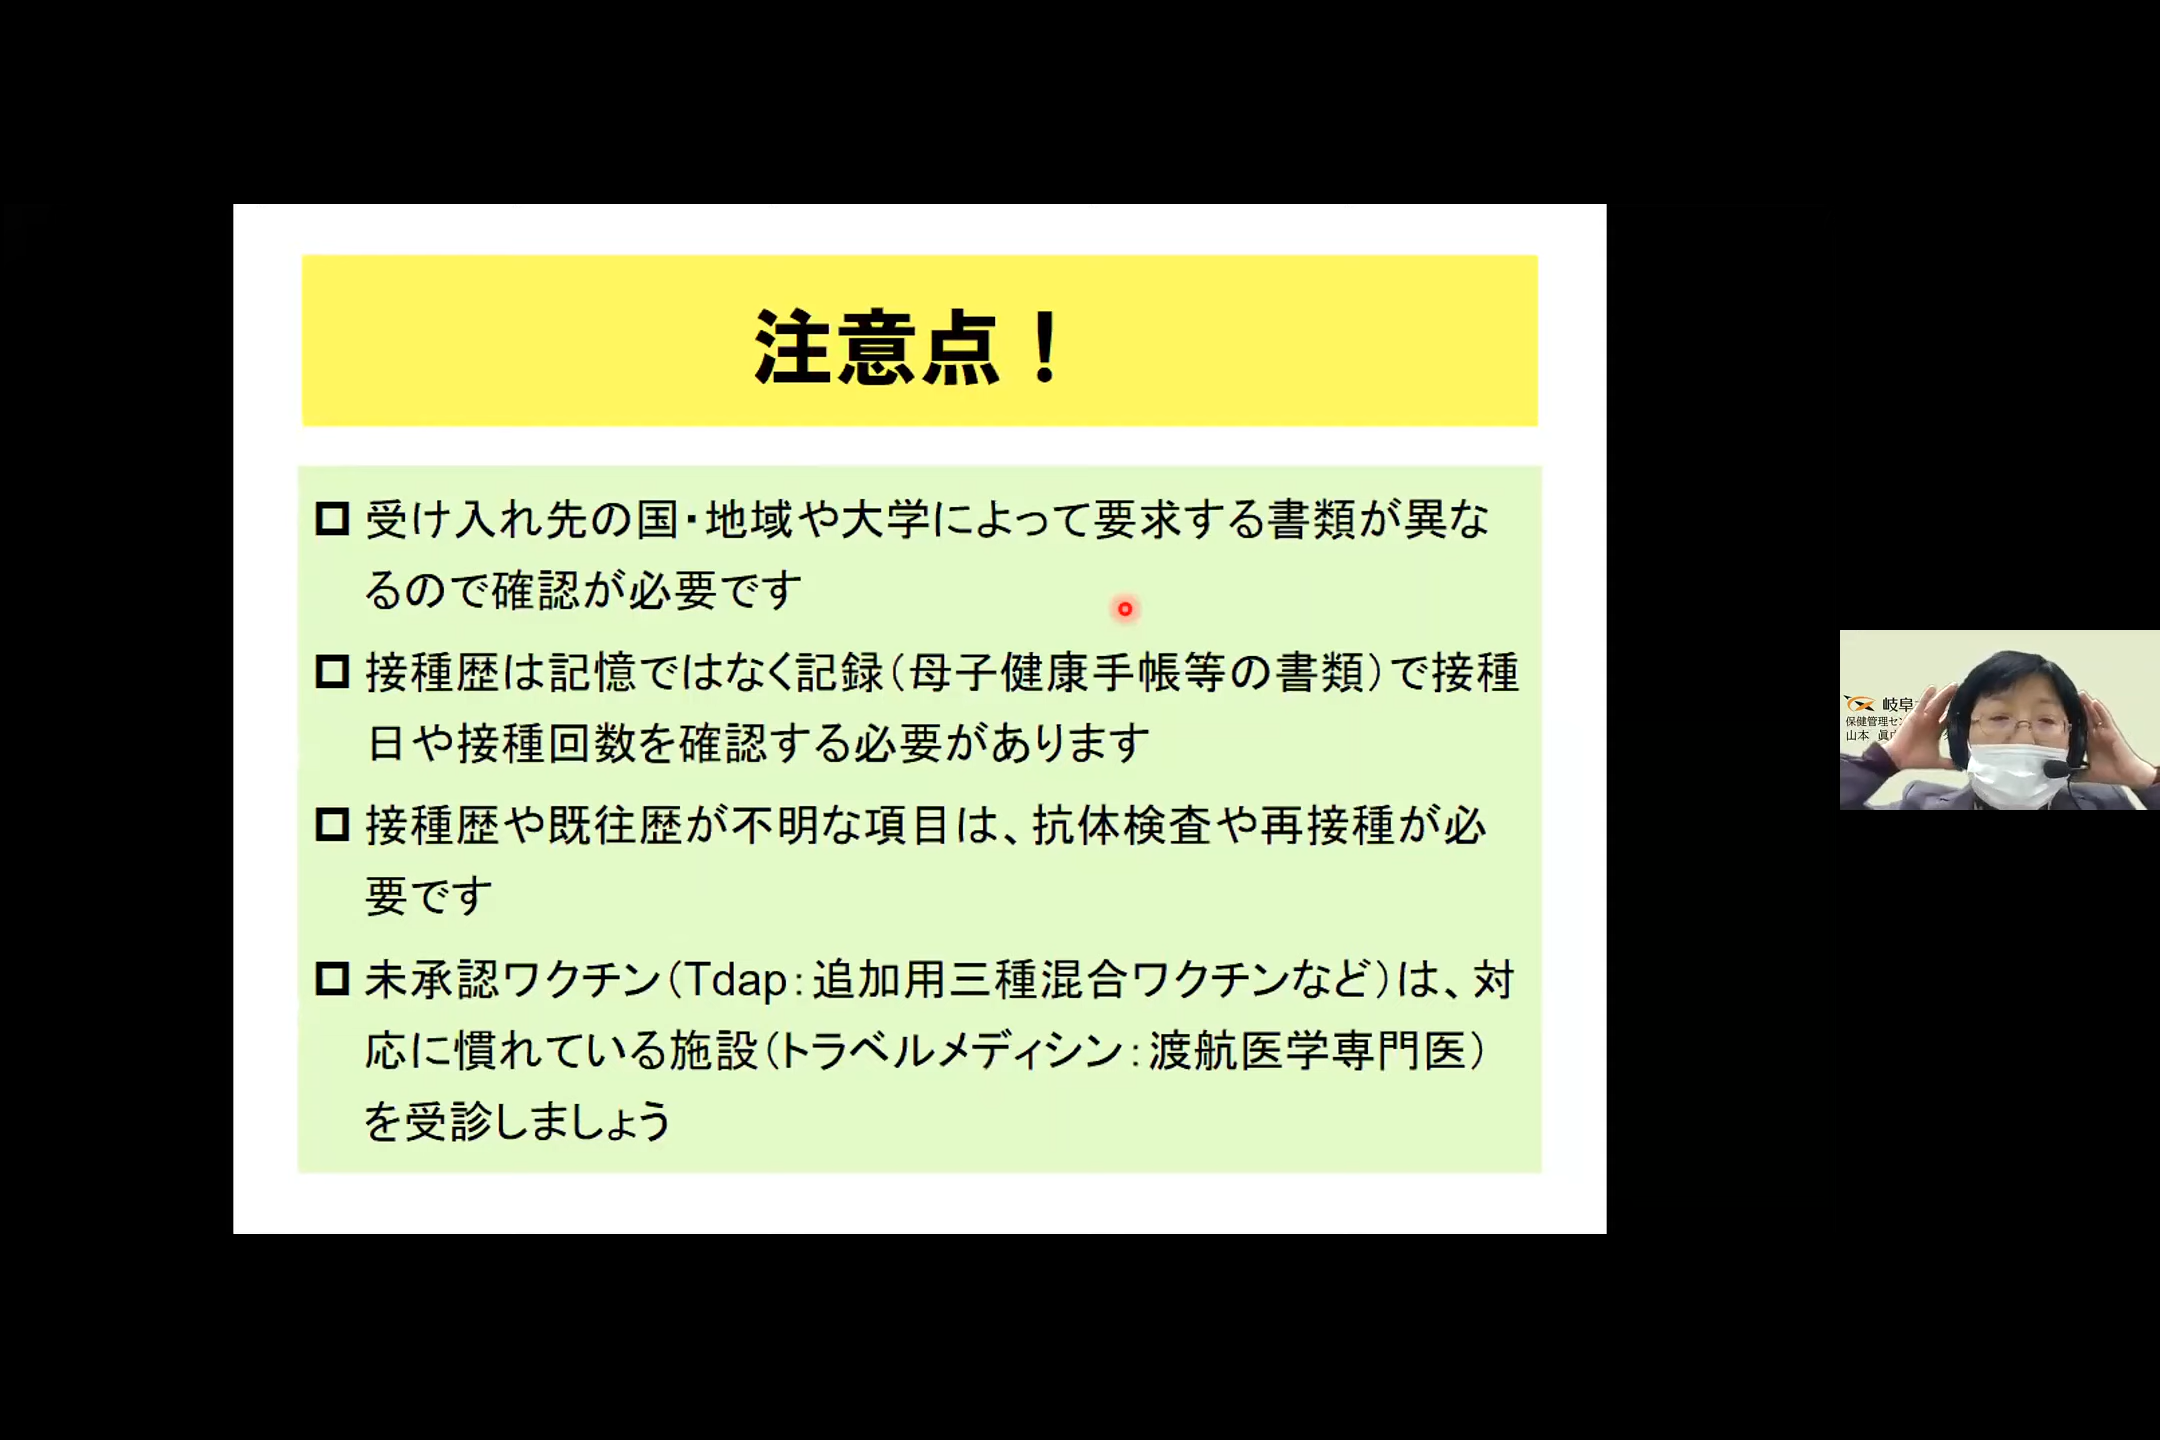 注意点！
受け入れ先の国・地域や大学によって要求する書類が異な
るので確認が必要です
接種歴は記憶ではなく記録（母子健康手帳等の書類）で接種
日や接種回数を確認する必要があります
接種歴や既往歴が不明な項目は、抗体検査や再接種が必
要です
未承認ワクチン（Tdap：追加用三種混合ワクチンなど）は、対
応に慣れている施設（トラベルメディシン：渡航医学専門医）
を受診しましょう
岐阜
保健管理セン
山本 眞由